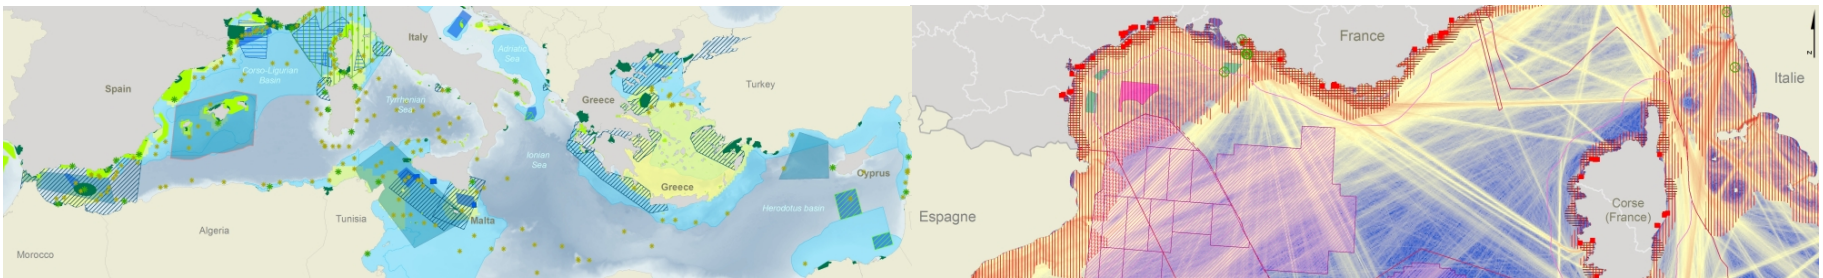 Italy
Adriatic
Sea
Corso-Ligurian
Basin
Spain
Tyrrhenian
Sea
Greece
Turkey
Ionian
Sea
Greece
Cyprus
Herodotus basin
Malta
Tunisia
Algeria
Morocco
France
N
Italie
Corse
(France)
Espagne